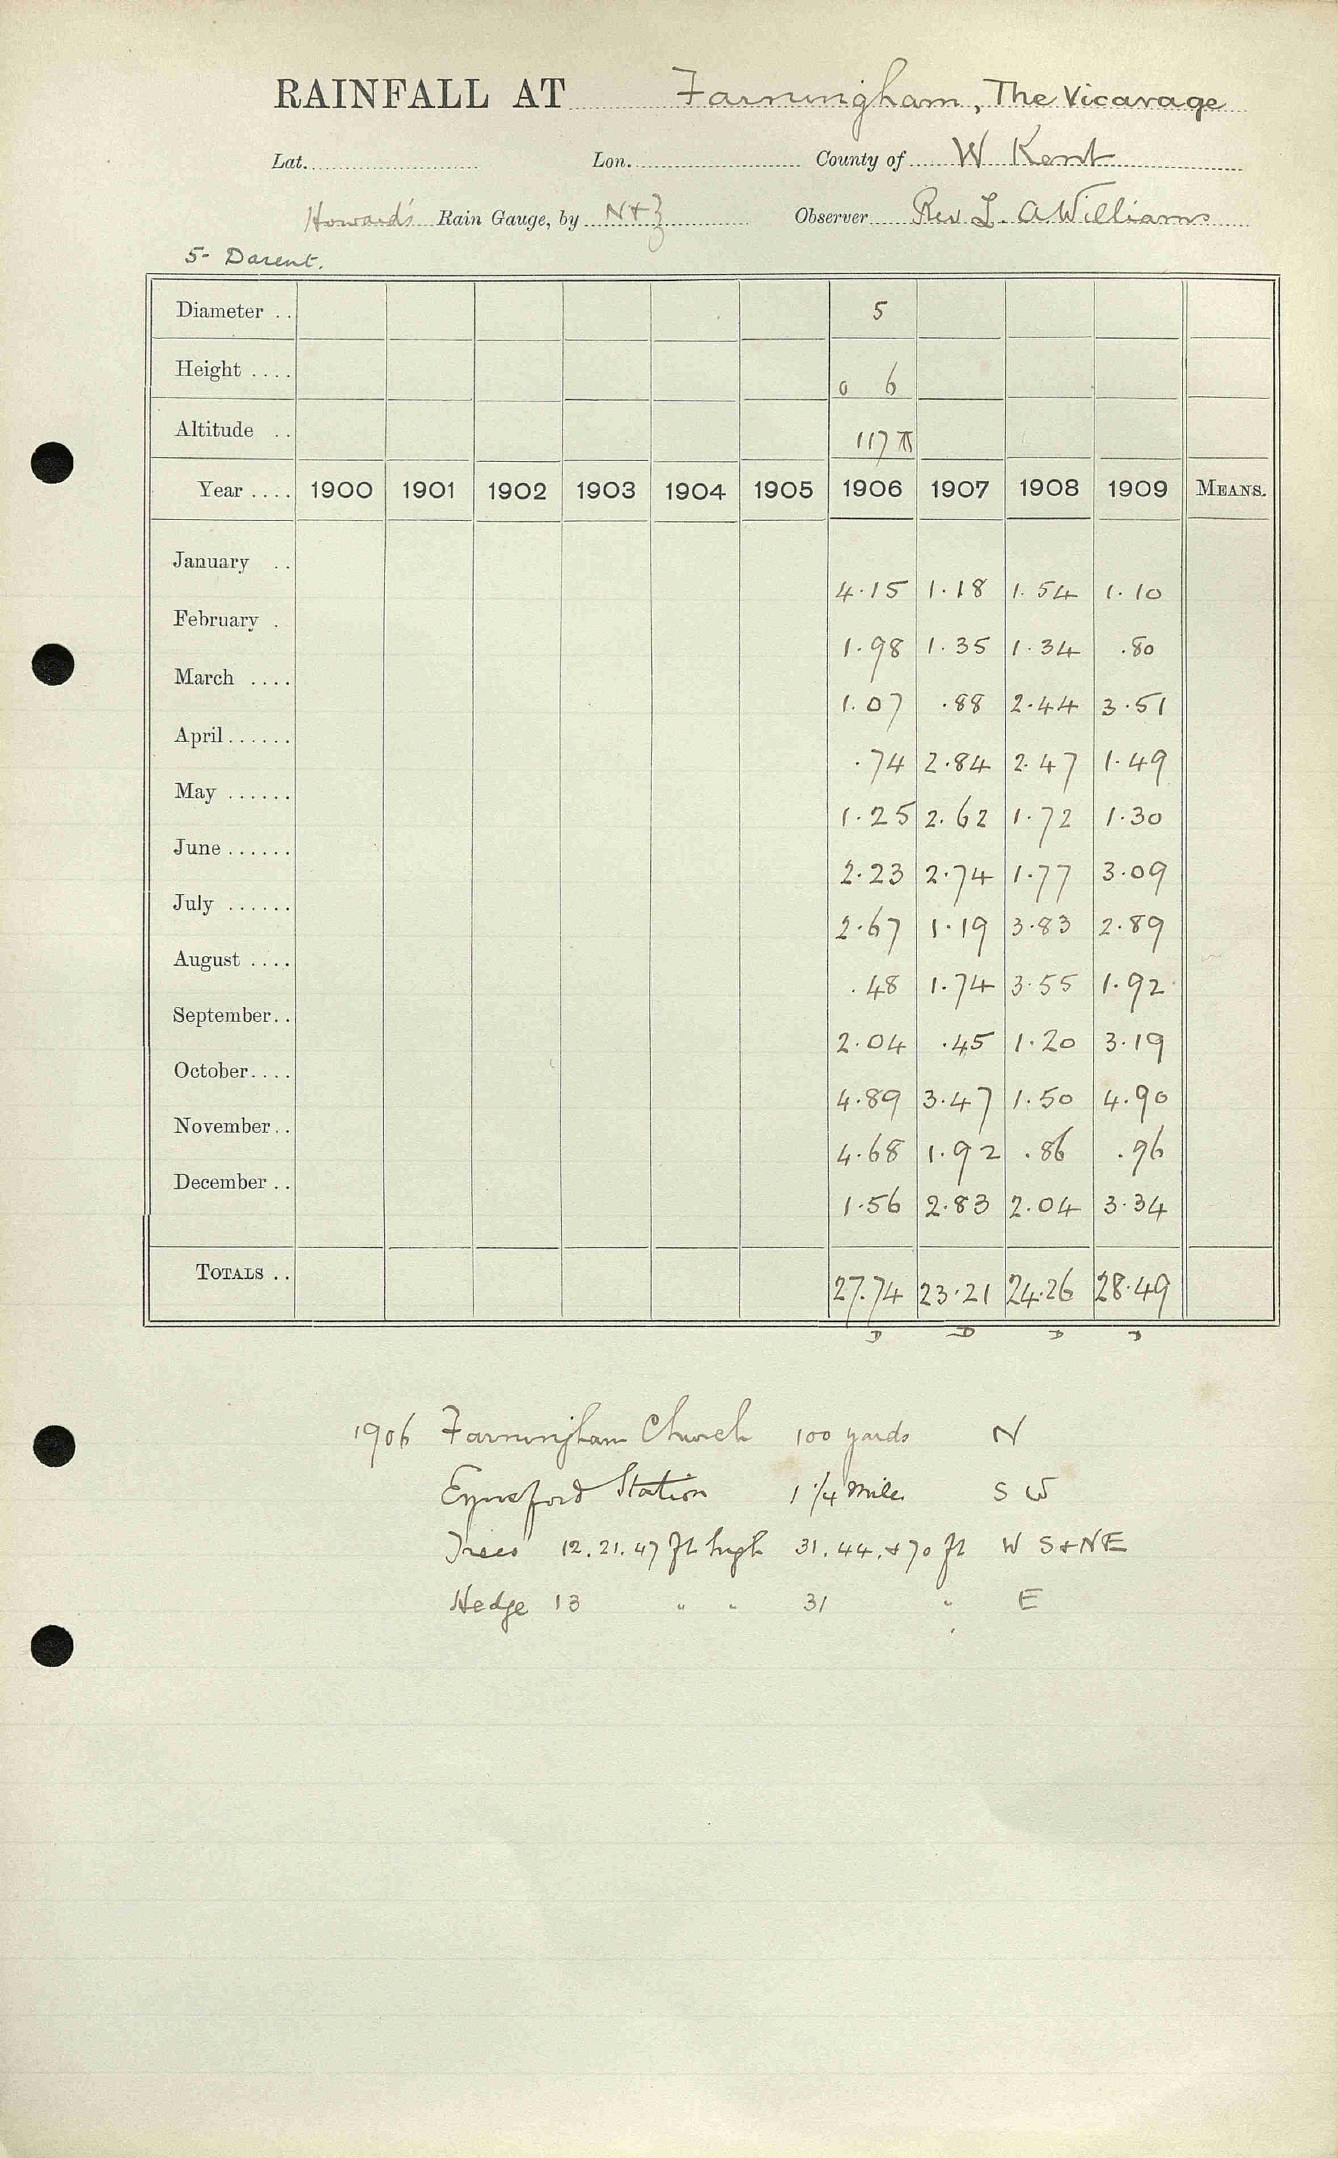 RAINFALL AT Farningham, The Vicarage
Lat. Lon. County of W Kent
Howard's Rain Gauge, by N+Z Observer Rev L. A Williams
5- Darent.
Diameter .. 5
Height .... 0 6
Altitude .. 117
Year .... 1900 1901 1902 1903 1904 1905 1906 1907 1908 1909 MEANS.
January .. 4.15 1.18 1.54 1.10
February . 1.98 1.35 1.34 .80
March .... 1.07 .88 2.44 3.51
April...... .74 2.84 2.47 1.49
May ...... 1.25 2.62 1.72 1.30
June ...... 2.23 2.74 1.77 3.09
July ...... 2.67 1.19 3.83 2.89
August .... .48 1.74 3.55 1.92
September.. 2.04 .45 1.20 3.19
October.... 4.89 3.47 1.50 4.90
November.. 4.68 1.92 .86 .96
December .. 1.56 2.83 2.04 3.34
TOTALS .. 27.74 23.21 24.26 28.49
D D D D
1906 Farningham Church 100 yards N
Eynsford Station 1 1/4 mile S W
Trees 12. 21. 47 ft high 31. 44. + 70 ft W S + NE
Hedge 13 " " 31 " E